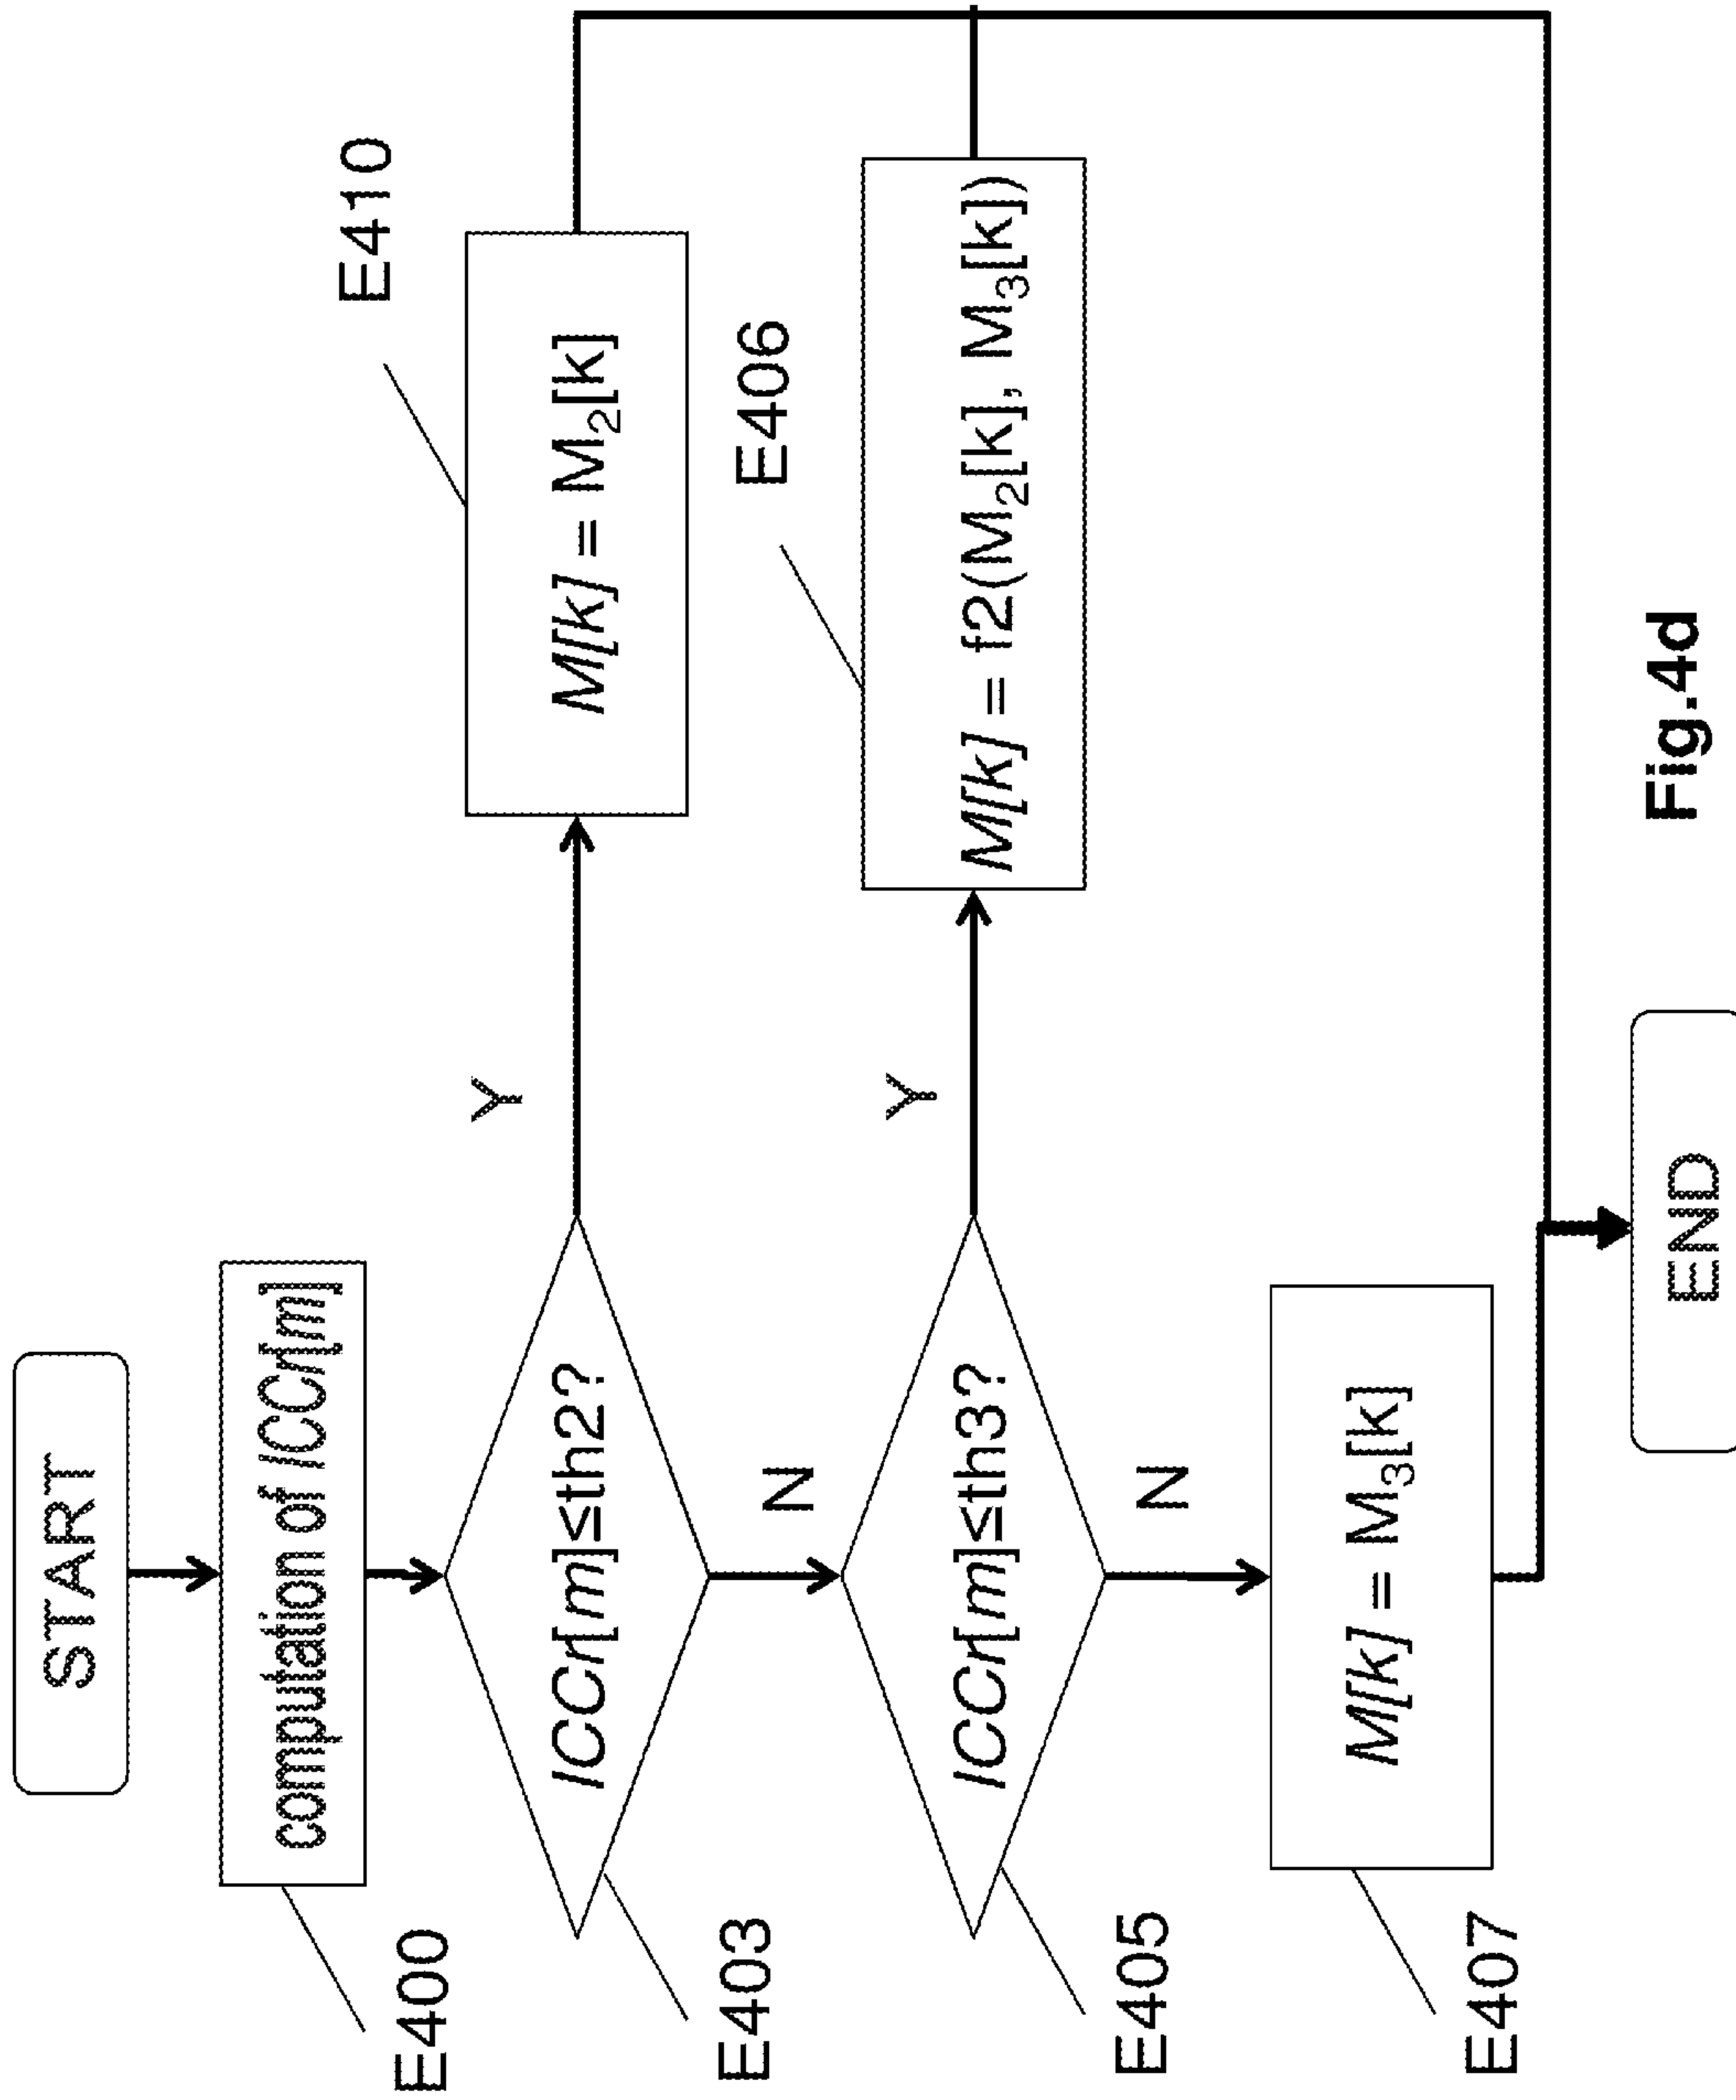 START
E400
computation of ICCr[m]
E403
ICCr[m]≤th2?
Y
E410
M[k] = M₂[k]
N
E405
ICCr[m]≤th3?
Y
E406
M[k] = f2(M₂[k], M₃[k])
N
E407
M[k] = M₃[k]
END
Fig.4d